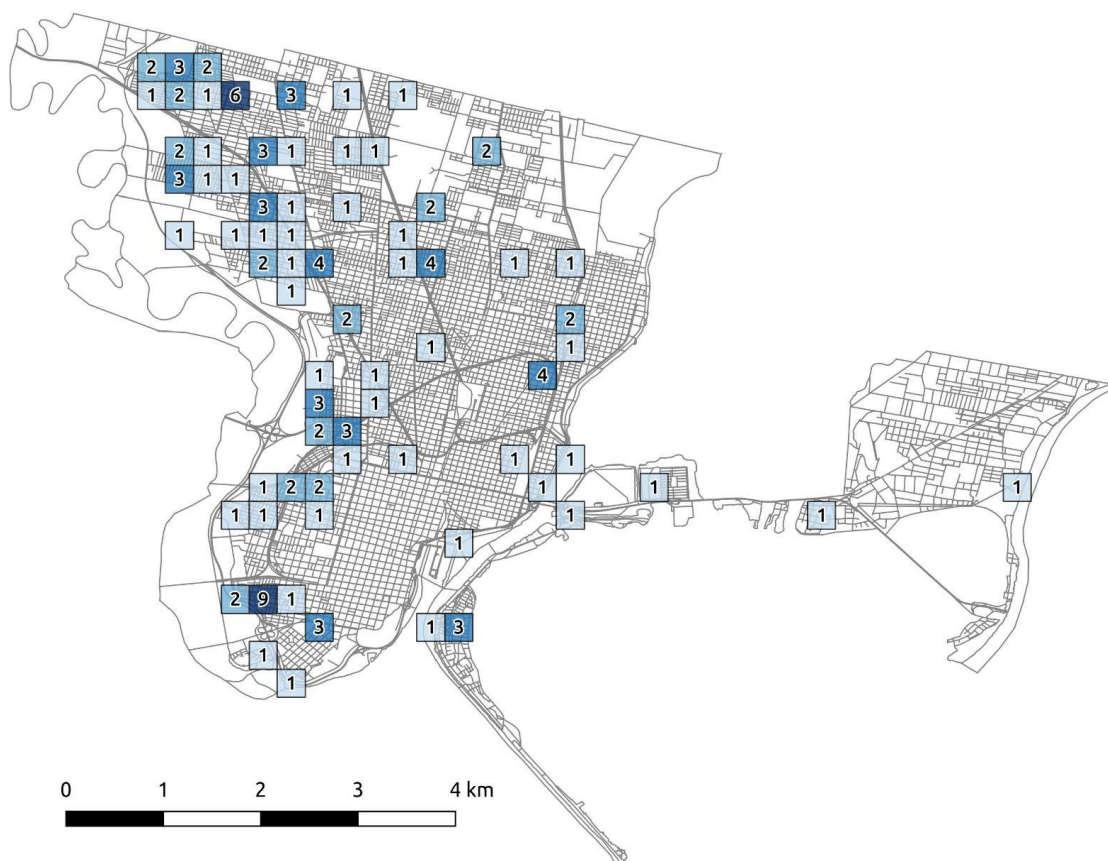 2 3 2
1 2 1 6 3 1 1
2 1 3 1 1 1 2
3 1 1
3 1 1 2
1 1 1 1 1
2 1 4 1 4 1 1
1
2 2
1 1
1 1 4
3 1
2 3
1 1 1 1
1 2 2 1 1 1
1 1 1 1 1
1
2 9 1
3 1 3
1
1
0 1 2 3 4 km